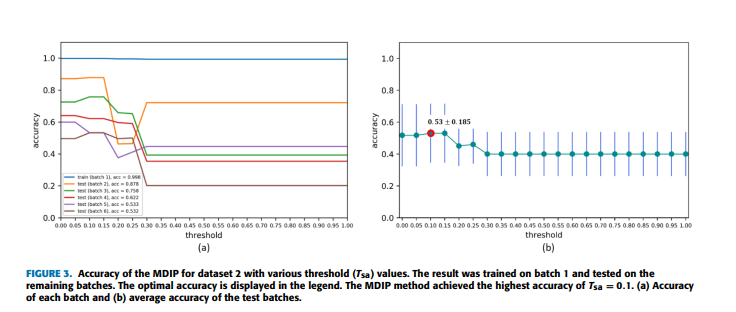 1.0
0.8
0.6
0.4
0.2
0.0
accuracy
train (batch 1), acc = 0.998
test (batch 2), acc = 0.878
test (batch 3), acc = 0.758
test (batch 4), acc = 0.622
test (batch 5), acc = 0.533
test (batch 6), acc = 0.532
0.00 0.05 0.10 0.15 0.20 0.25 0.30 0.35 0.40 0.45 0.50 0.55 0.60 0.65 0.70 0.75 0.80 0.85 0.90 0.95 1.00
threshold
(a)
1.0
0.8
0.6
0.4
0.2
0.0
accuracy
0.53 ± 0.185
0.00 0.05 0.10 0.15 0.20 0.25 0.30 0.35 0.40 0.45 0.50 0.55 0.60 0.65 0.70 0.75 0.80 0.85 0.90 0.95 1.00
threshold
(b)
FIGURE 3. Accuracy of the MDIP for dataset 2 with various threshold (Tsa) values. The result was trained on batch 1 and tested on the
remaining batches. The optimal accuracy is displayed in the legend. The MDIP method achieved the highest accuracy of Tsa = 0.1. (a) Accuracy
of each batch and (b) average accuracy of the test batches.